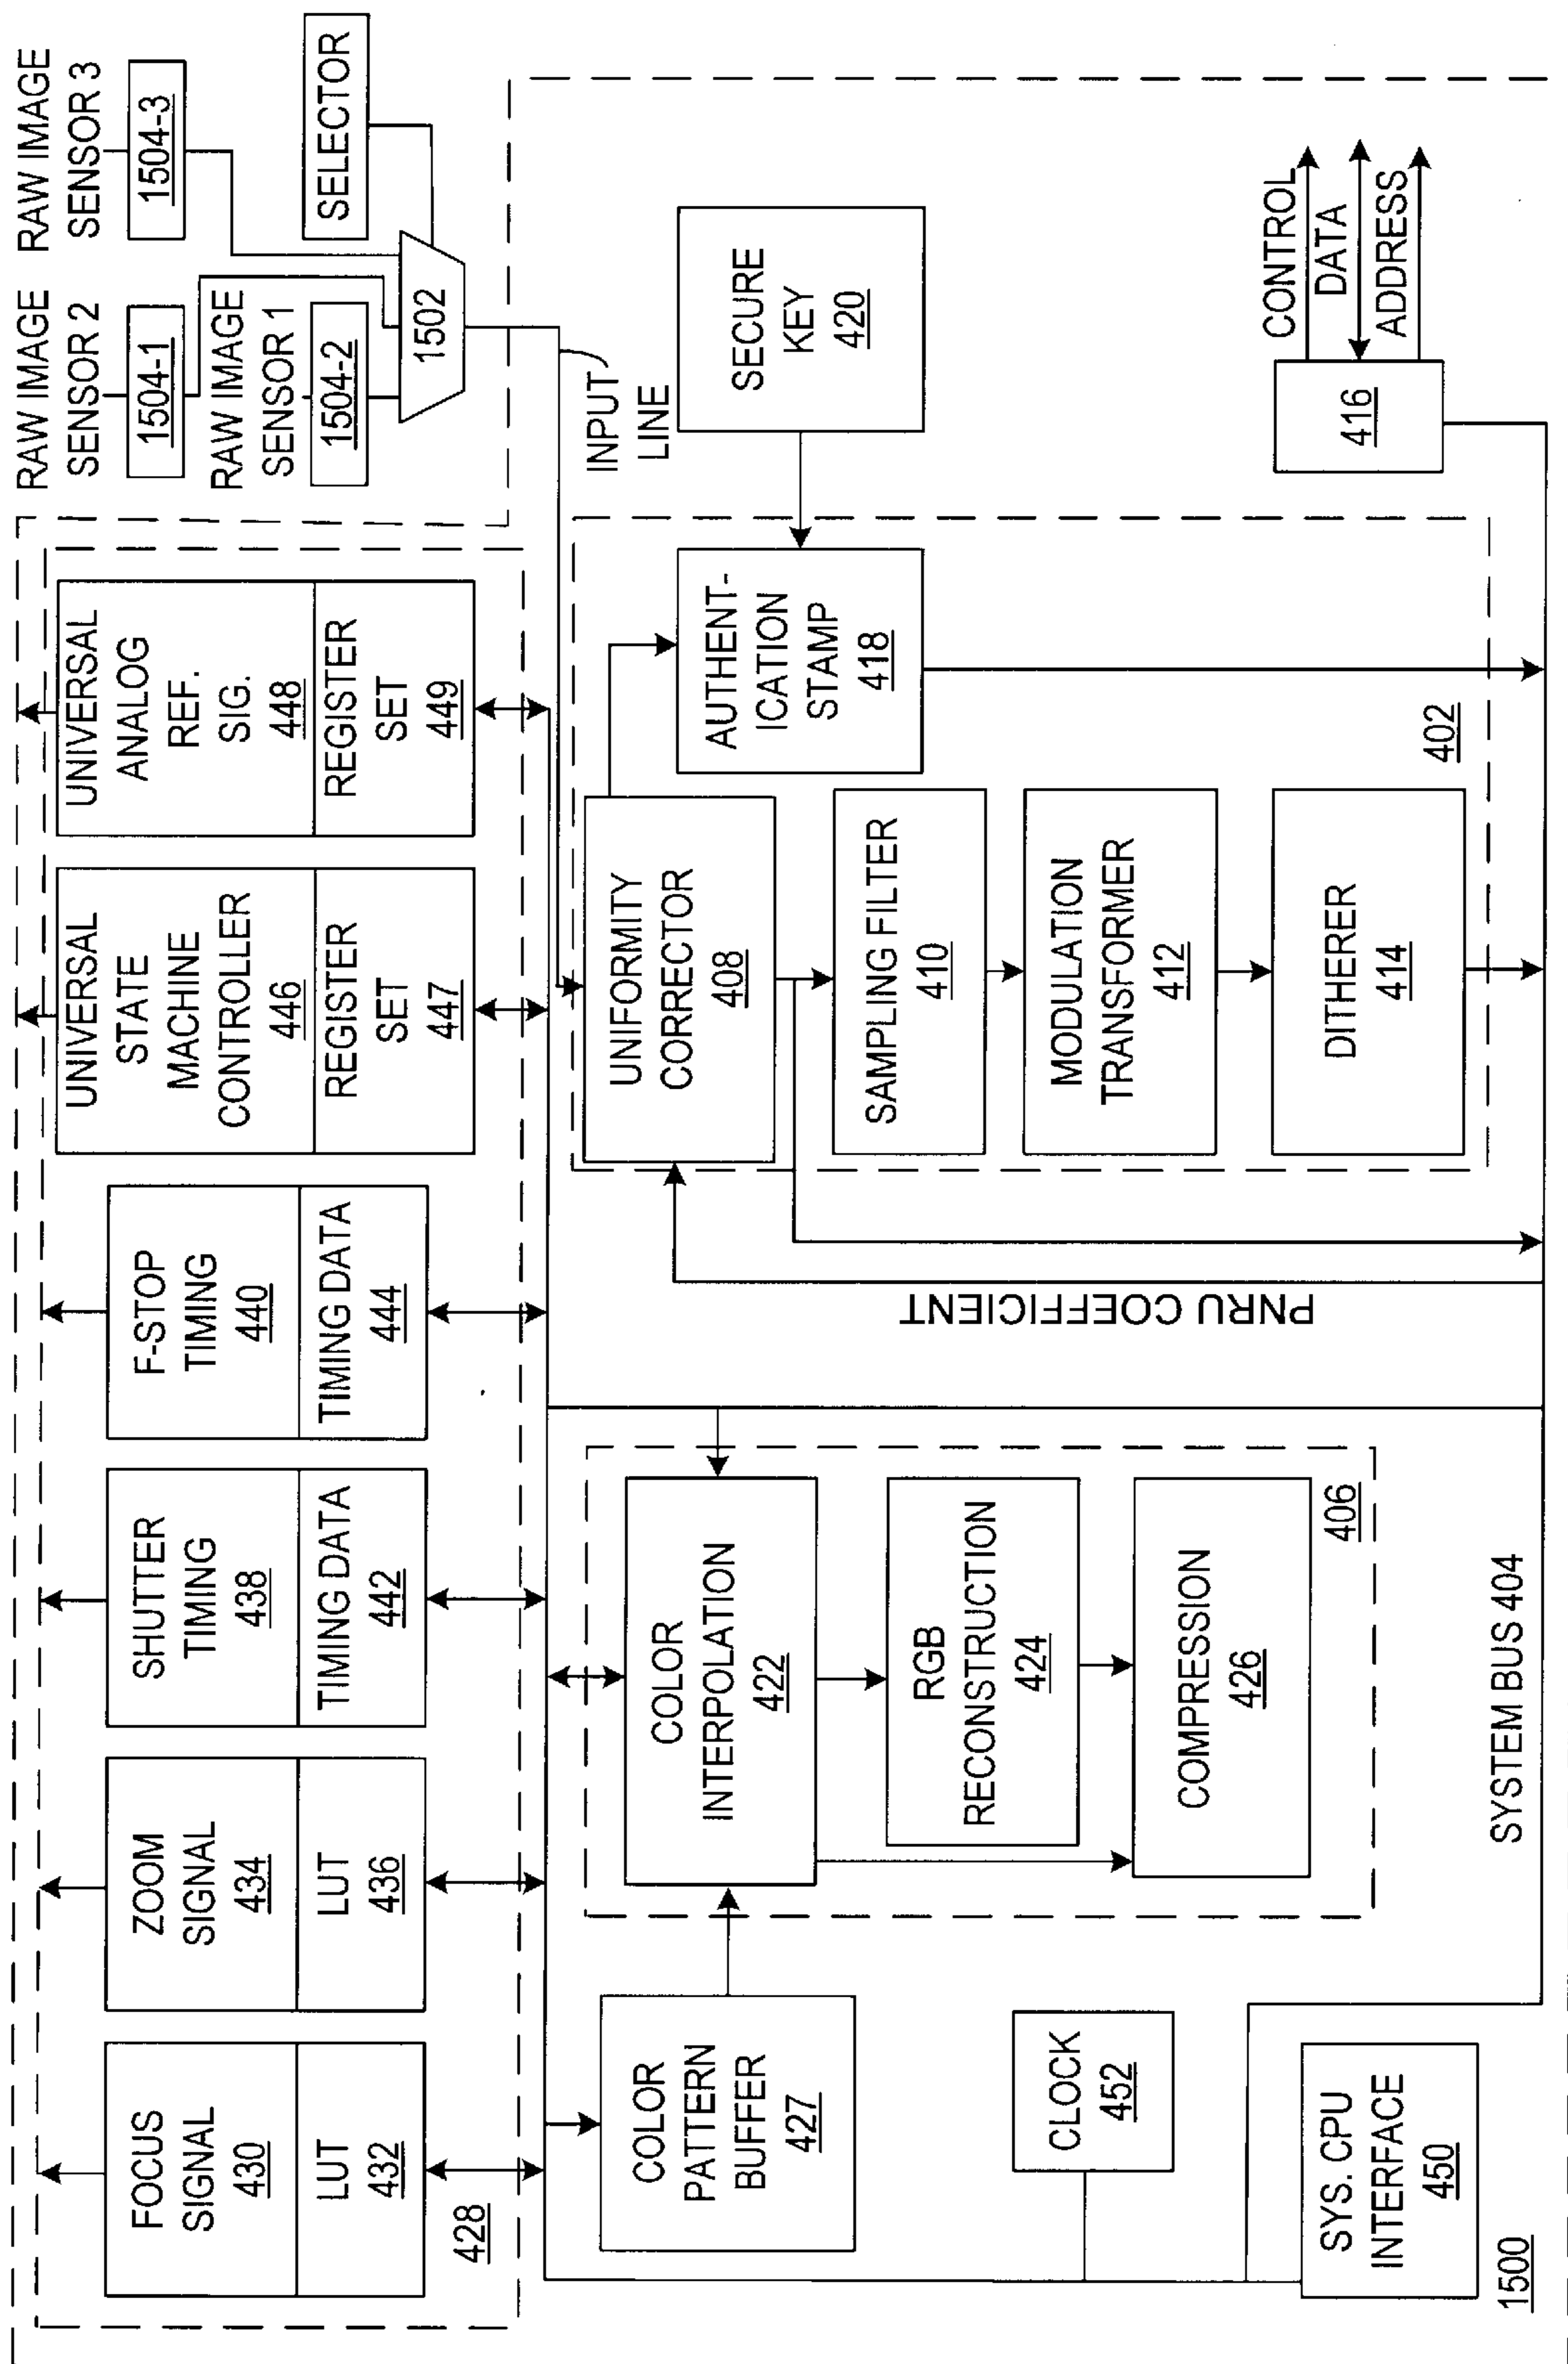 RAW IMAGE
SENSOR 2
1504-1
RAW IMAGE
SENSOR 3
1504-3
RAW IMAGE
SENSOR 1
1504-2
1502
SELECTOR
INPUT
LINE
FOCUS
SIGNAL
430
LUT
432
ZOOM
SIGNAL
434
LUT
436
SHUTTER
TIMING
438
TIMING DATA
442
F-STOP
TIMING
440
TIMING DATA
444
UNIVERSAL
STATE
MACHINE
CONTROLLER
446
REGISTER
SET
447
UNIVERSAL
ANALOG
REF.
SIG.
448
REGISTER
SET
449
428
COLOR
PATTERN
BUFFER
427
COLOR
INTERPOLATION
422
RGB
RECONSTRUCTION
424
COMPRESSION
426
406
PNRU COEFFICIENT
UNIFORMITY
CORRECTOR
408
SAMPLING FILTER
410
MODULATION
TRANSFORMER
412
DITHERER
414
AUTHENT-
ICATION
STAMP
418
402
SECURE
KEY
420
CLOCK
452
SYS. CPU
INTERFACE
450
SYSTEM BUS 404
416
CONTROL
DATA
ADDRESS
1500